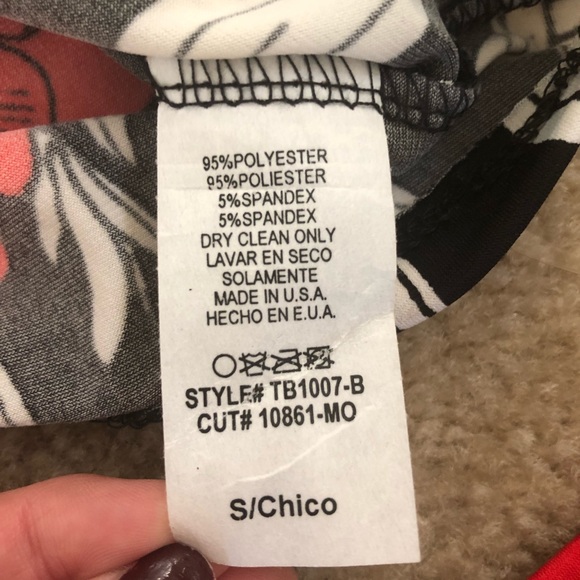 95%POLYESTER
95%POLIESTER
5%SPANDEX
5%SPANDEX
DRY CLEAN ONLY
LAVAR EN SECO
SOLAMENTE
MADE IN U.S.A.
HECHO EN E.U.A.
STYLE# TB1007-B
CUT# 10861-MO
S/Chico